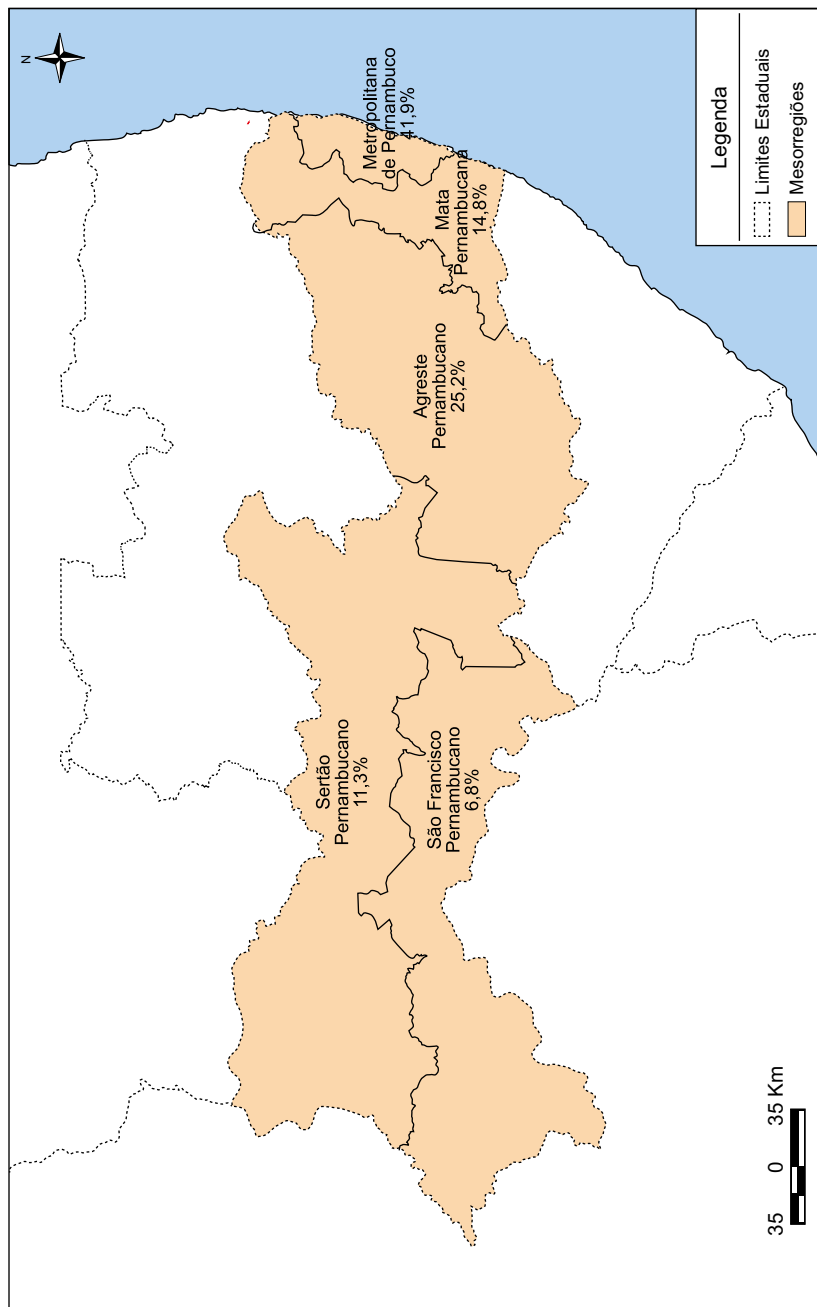 N
Metropolitana
de Pernambuco
41,9%
Mata
Pernambucana
14,8%
Agreste
Pernambucano
25,2%
Sertão
Pernambucano
11,3%
São Francisco
Pernambucano
6,8%
Legenda
Limites Estaduais
Mesorregiões
35 0 35 Km